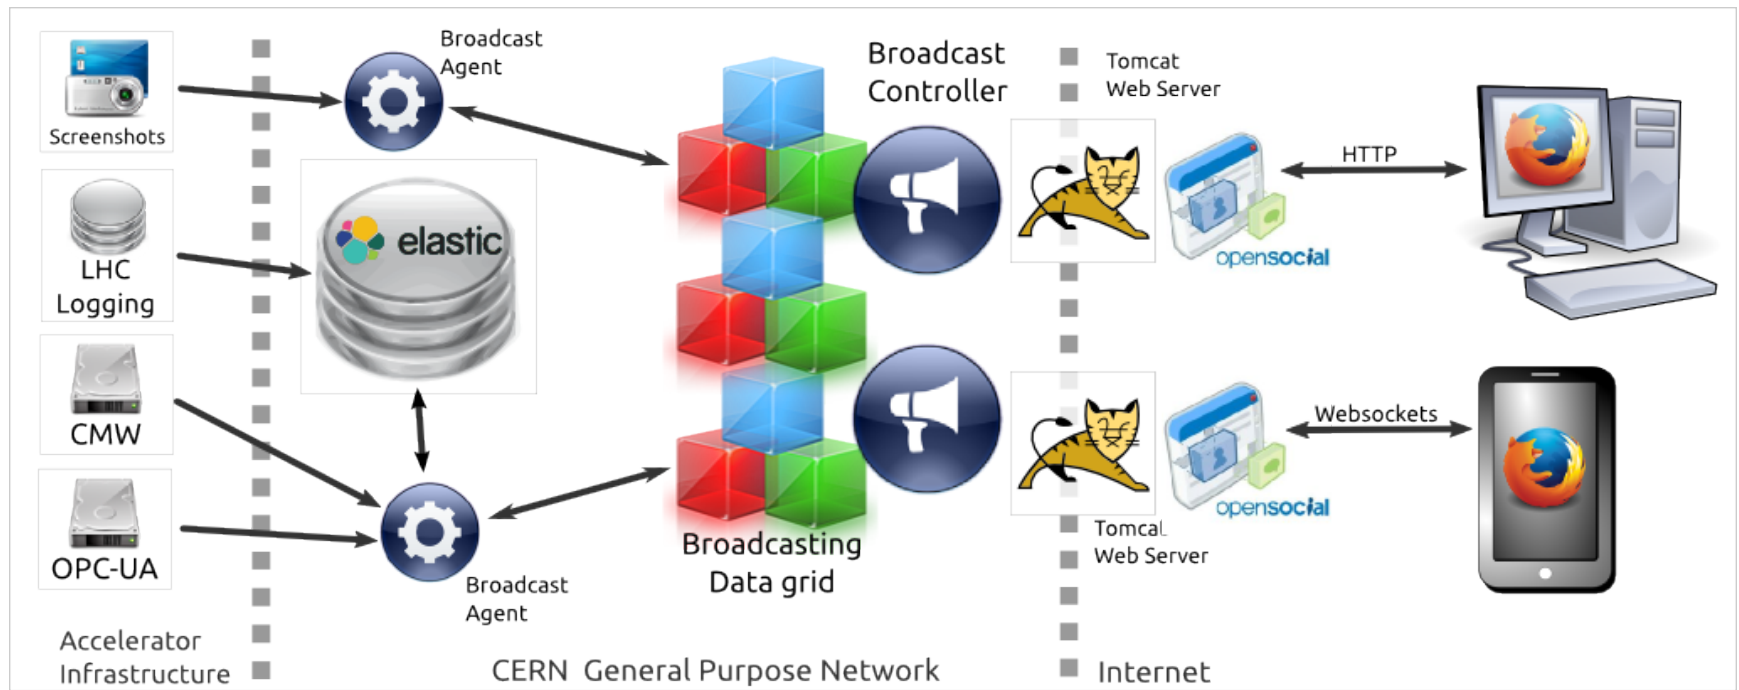 Screenshots
LHC
Logging
CMW
OPC-UA
Accelerator
Infrastructure
Broadcast
Agent
elastic
Broadcast
Agent
Broadcasting
Data grid
CERN General Purpose Network
Broadcast
Controller
Tomcat
Web Server
opensocial
HTTP
opensocial
Websockets
Tomcat
Web Server
Internet